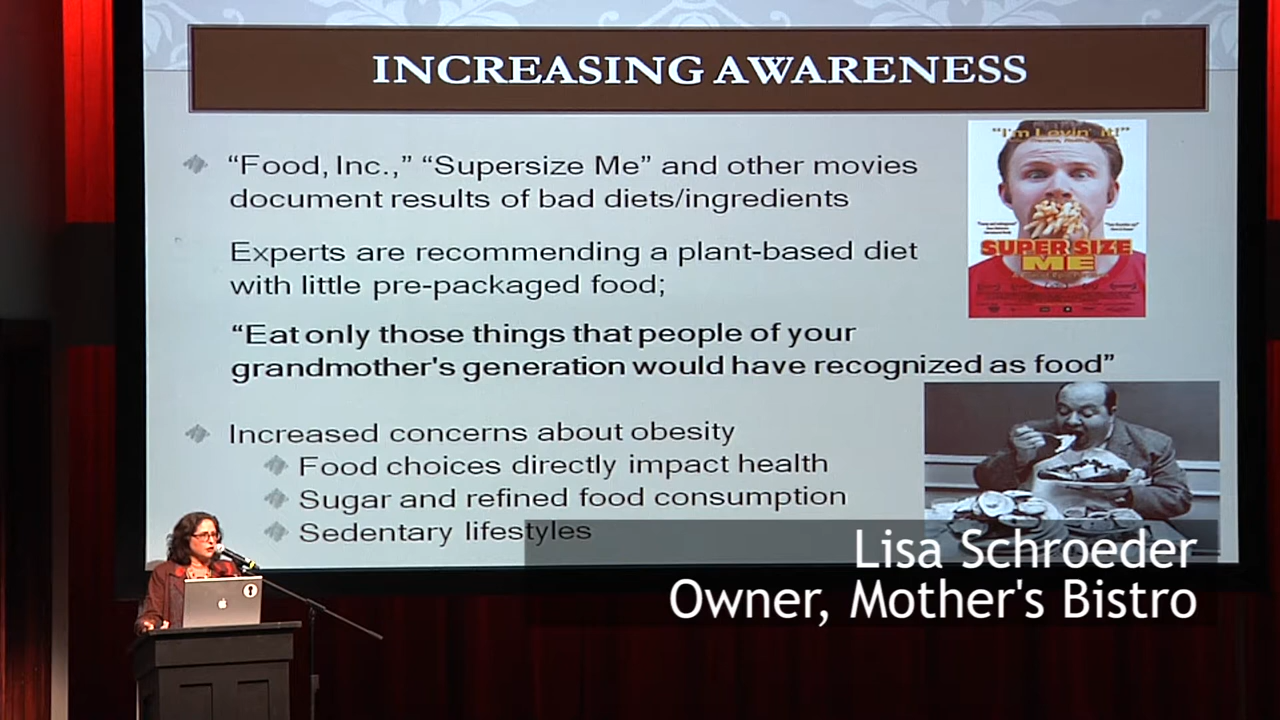 INCREASING AWARENESS
“Food, Inc.,” “Supersize Me” and other movies
document results of bad diets/ingredients
Experts are recommending a plant-based diet
with little pre-packaged food;
“Eat only those things that people of your
grandmother's generation would have recognized as food”
Increased concerns about obesity
Food choices directly impact health
Sugar and refined food consumption
Sedentary lifestyles
“I'm Lovin' it!”
SUPER SIZE
ME
Lisa Schroeder
Owner, Mother's Bistro